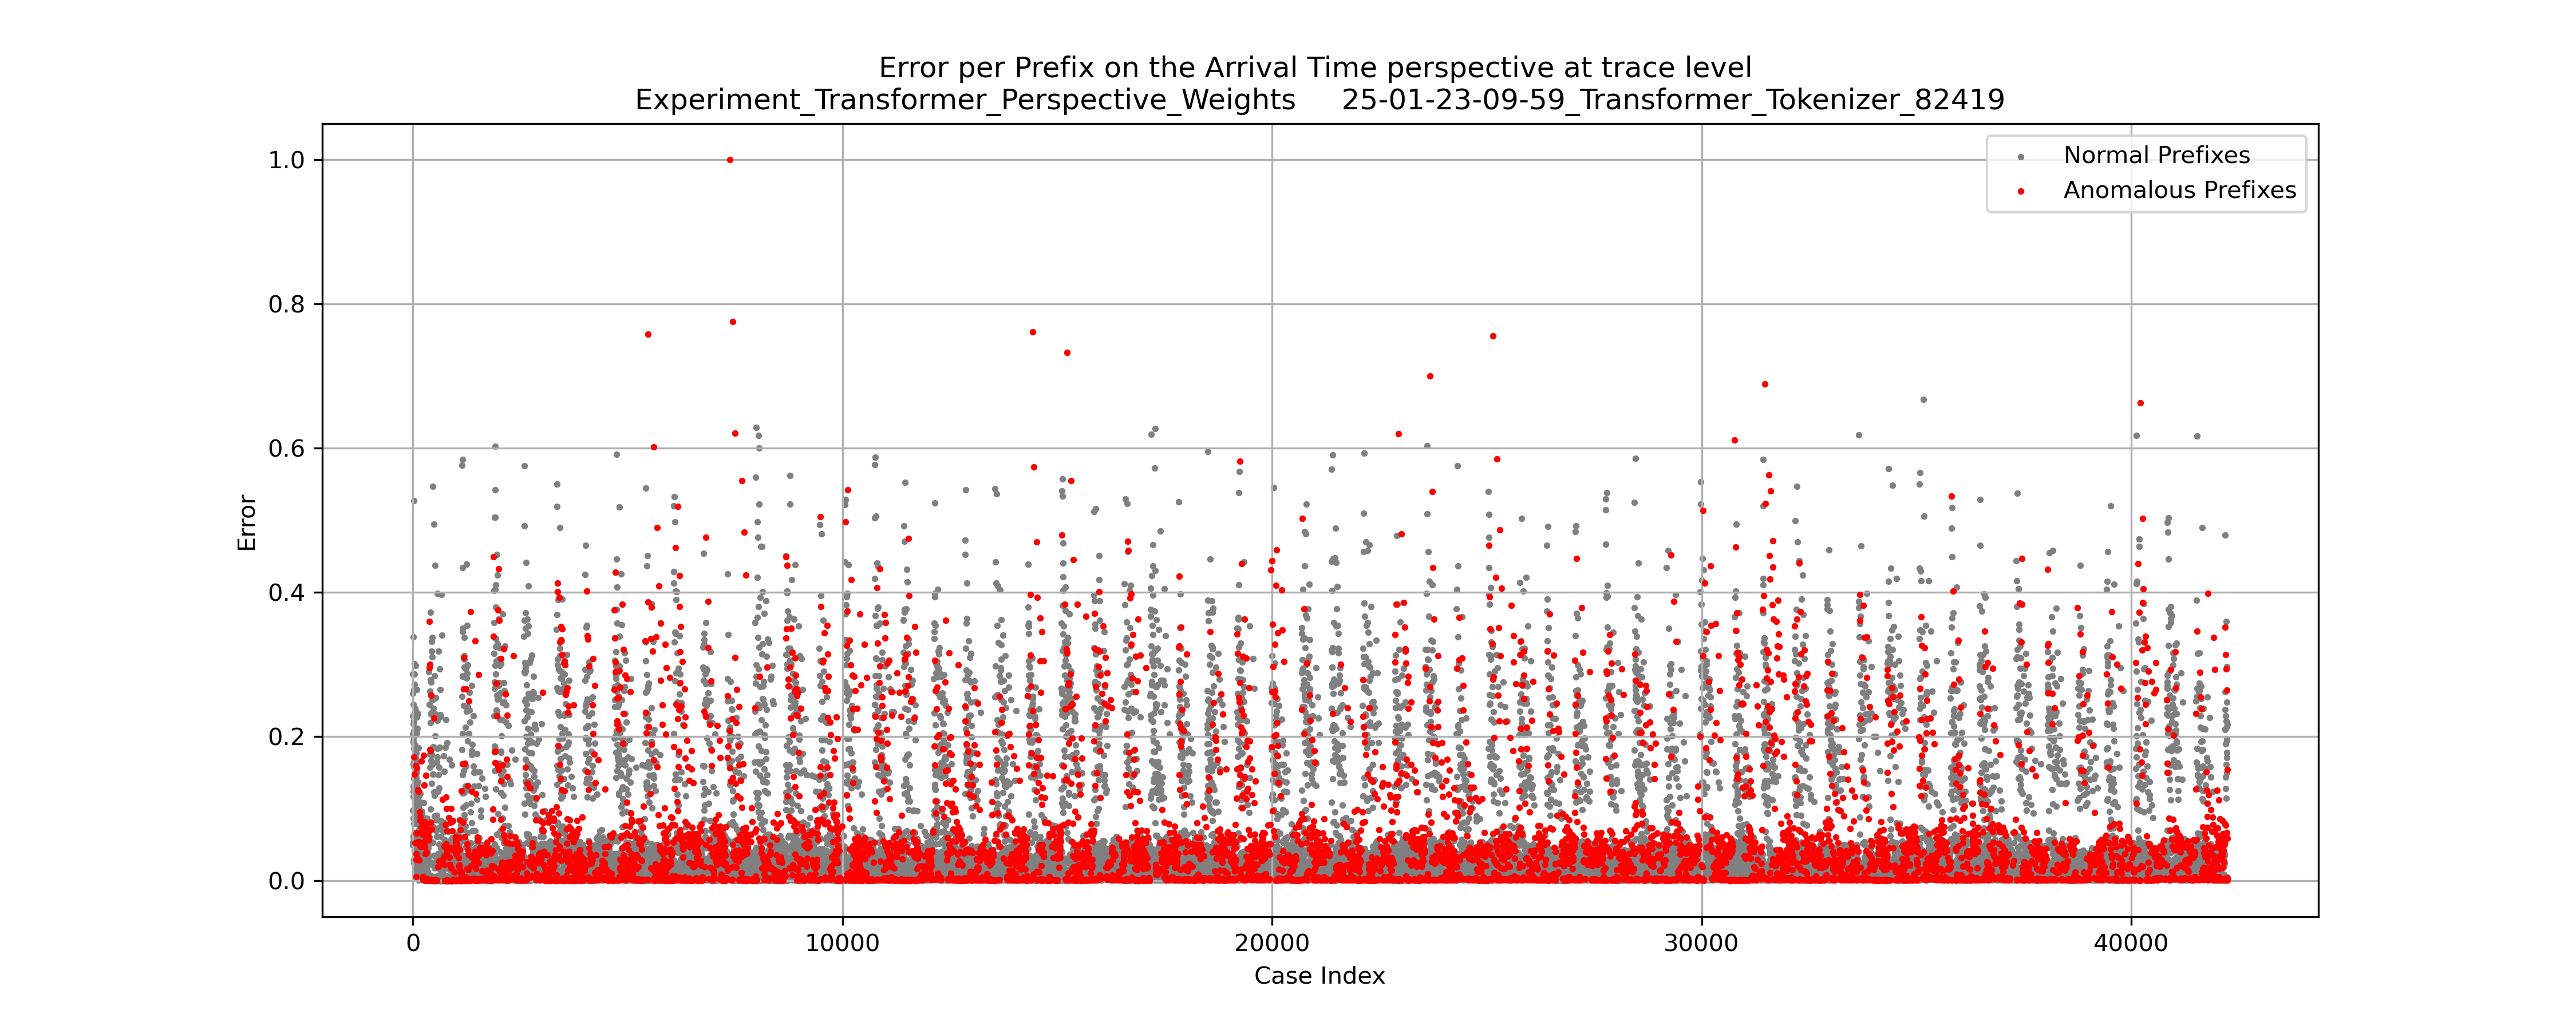 Error per Prefix on the Arrival Time perspective at trace level
Experiment_Transformer_Perspective_Weights 25-01-23-09-59_Transformer_Tokenizer_82419
Normal Prefixes
Anomalous Prefixes
1.0
0.8
0.6
0.4
0.2
0.0
Error
0 10000 20000 30000 40000
Case Index